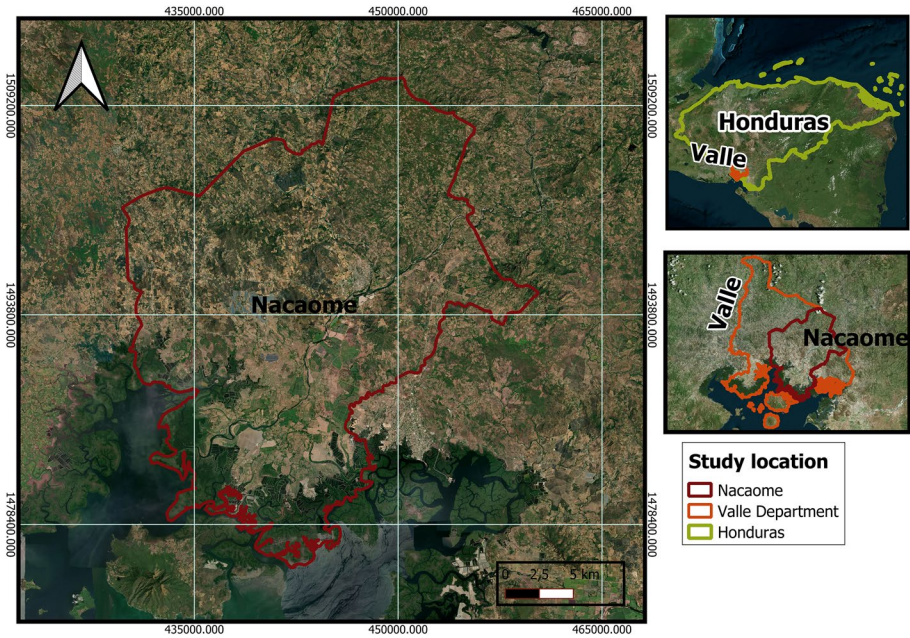 435000.000 450000.000 465000.000
1509200.000 1509200.000
1493800.000 1493800.000
1478400.000 1478400.000
Nacaome
0 2,5 5 km
435000.000 450000.000 465000.000
Honduras
Valle
Valle
Nacaome
Study location
Nacaome
Valle Department
Honduras